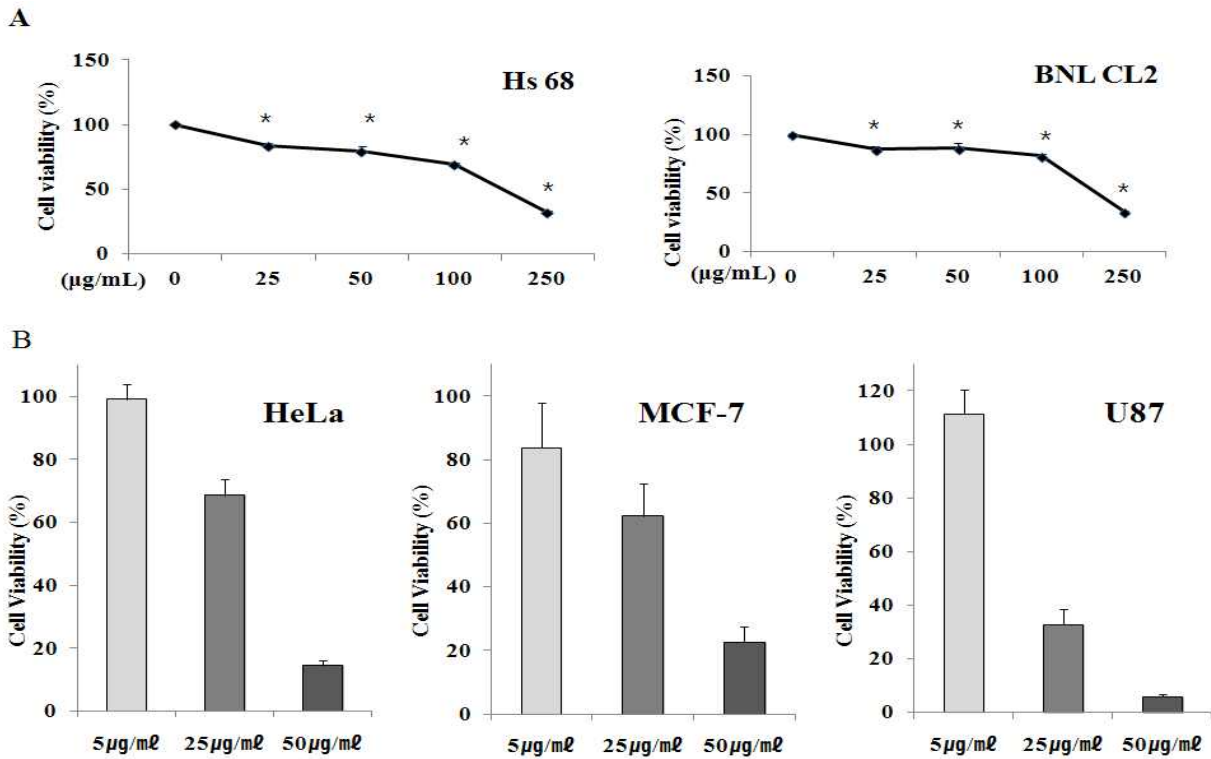 A
Cell viability (%)
150
100
50
0
Hs 68
*
*
*
*
(μg/mL) 0 25 50 100 250
Cell viability (%)
150
100
50
0
BNL CL2
*
*
*
*
(μg/mL) 0 25 50 100 250
B
Cell Viability (%)
100
80
60
40
20
0
HeLa
5㎍/㎖ 25㎍/㎖ 50㎍/㎖
Cell Viability (%)
100
80
60
40
20
0
MCF-7
5㎍/㎖ 25㎍/㎖ 50㎍/㎖
Cell Viability (%)
120
100
80
60
40
20
0
U87
5㎍/㎖ 25㎍/㎖ 50㎍/㎖